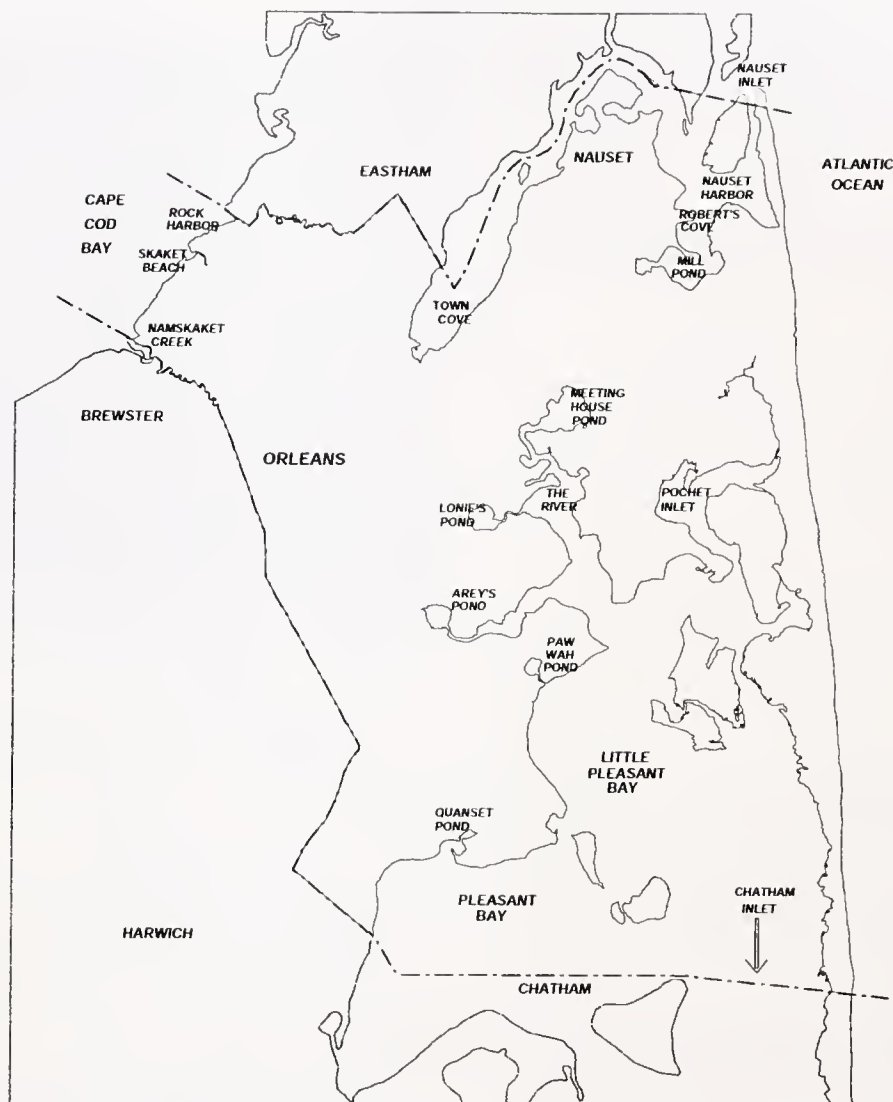 NAUSET
INLET
EASTHAM
NAUSET
ATLANTIC
OCEAN
NAUSET
HARBOR
CAPE
COD
BAY
ROCK
HARBOR
ROBERT'S
COVE
SKAKET
BEACH
MILL
POND
TOWN
COVE
NAMSKAKET
CREEK
BREWSTER
MEETING
HOUSE
POND
ORLEANS
THE
RIVER
POCHET
INLET
LONIE'S
POND
AREY'S
POND
PAW
WAH
POND
LITTLE
PLEASANT
BAY
QUANSET
POND
PLEASANT
BAY
CHATHAM
INLET
HARWICH
CHATHAM